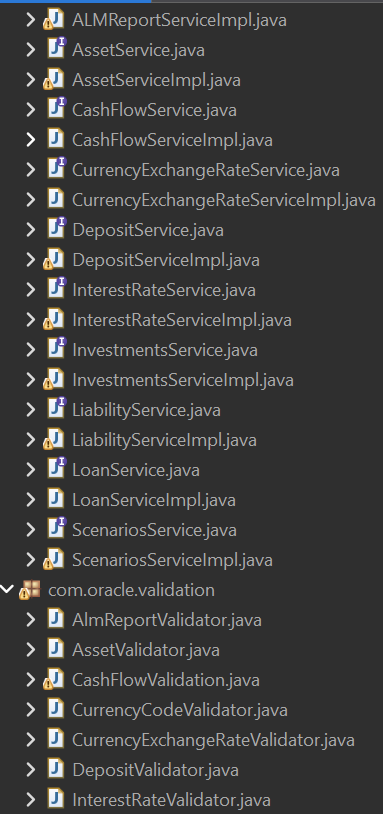 ALMReportServiceImpl.java
AssetService.java
AssetServiceImpl.java
CashFlowService.java
CashFlowServiceImpl.java
CurrencyExchangeRateService.java
CurrencyExchangeRateServiceImpl.java
DepositService.java
DepositServiceImpl.java
InterestRateService.java
InterestRateServiceImpl.java
InvestmentsService.java
InvestmentsServiceImpl.java
LiabilityService.java
LiabilityServiceImpl.java
LoanService.java
LoanServiceImpl.java
ScenariosService.java
ScenariosServiceImpl.java
com.oracle.validation
AlmReportValidator.java
AssetValidator.java
CashFlowValidation.java
CurrencyCodeValidator.java
CurrencyExchangeRateValidator.java
DepositValidator.java
InterestRateValidator.java